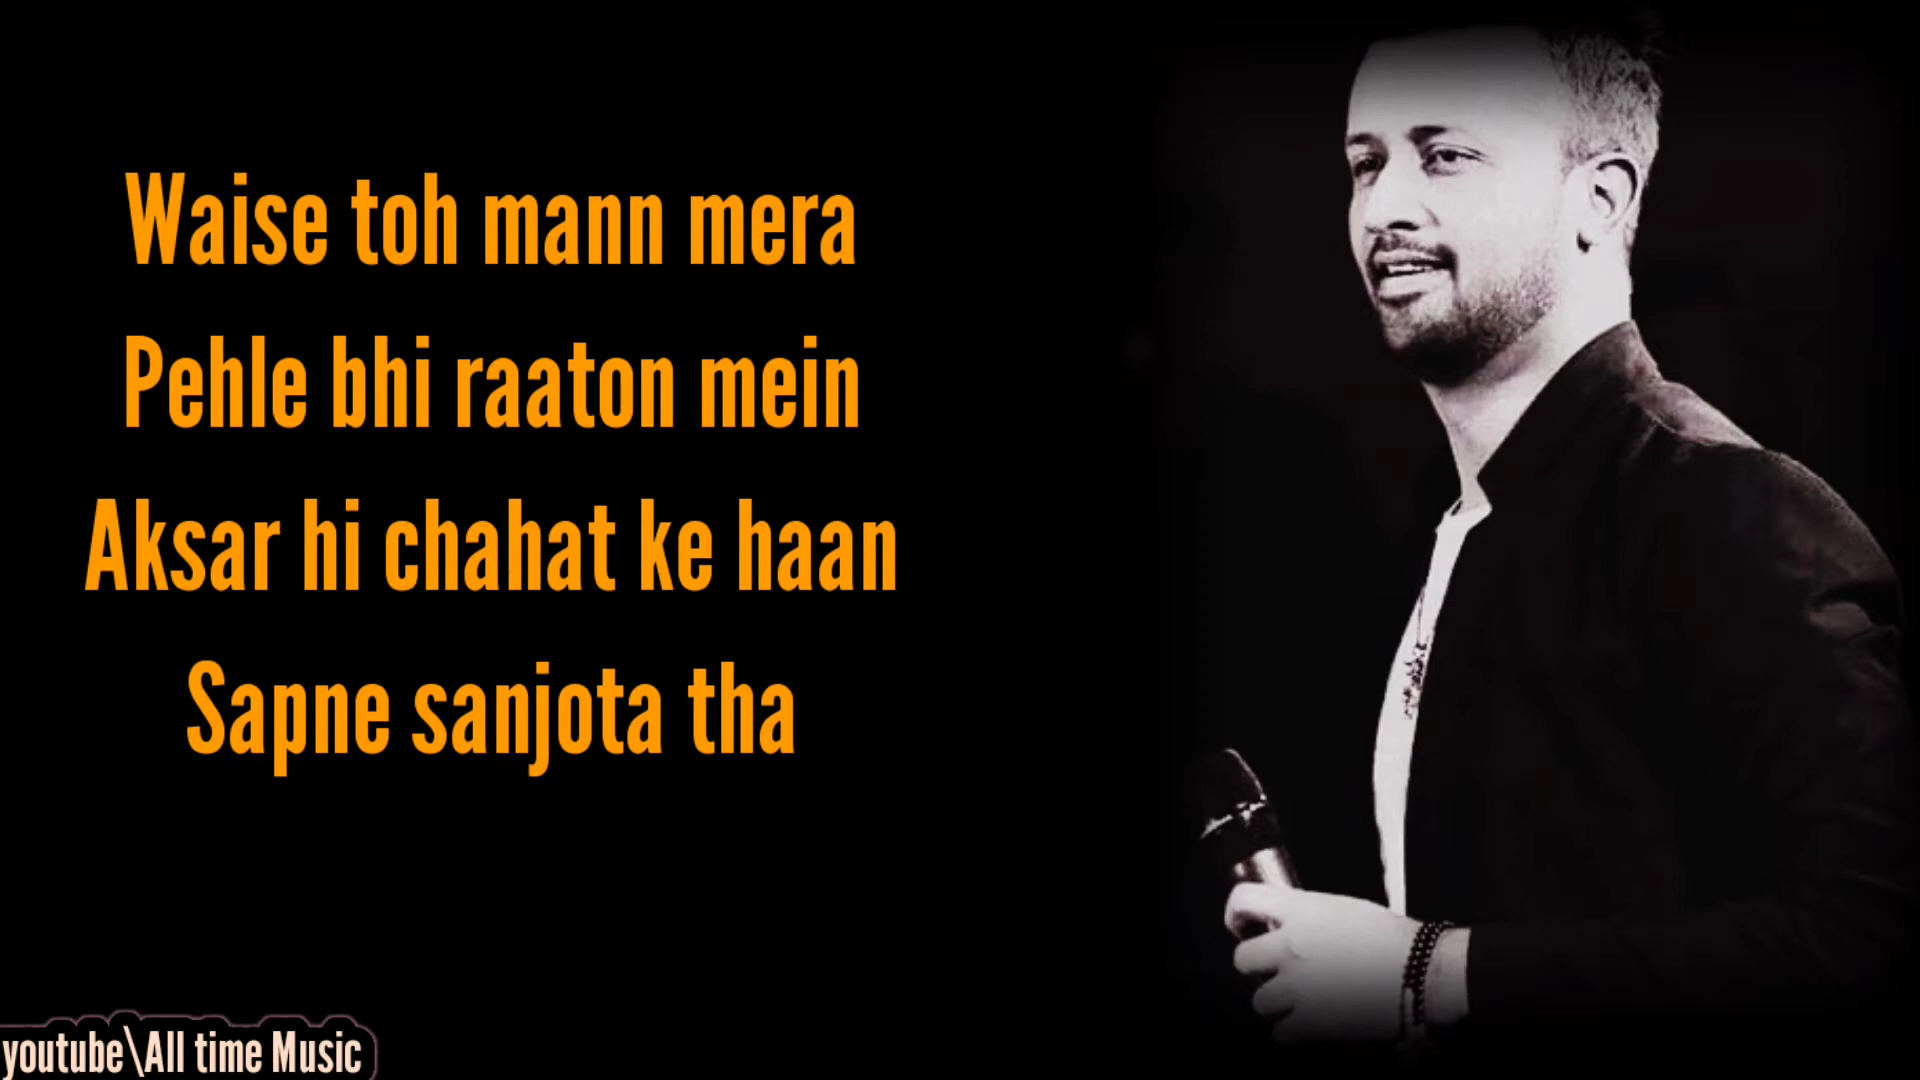 Waise toh mann mera
Pehle bhi raaton mein
Aksar hi chahat ke haan
Sapne sanjota tha
youtube\All time Music